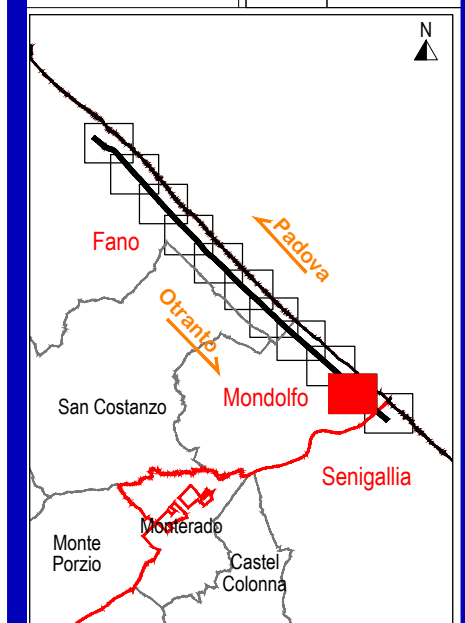 N
Padova
Fano
Otranto
Mondolfo
San Costanzo
Senigallia
Monterado
Monte
Porzio
Castel
Colonna